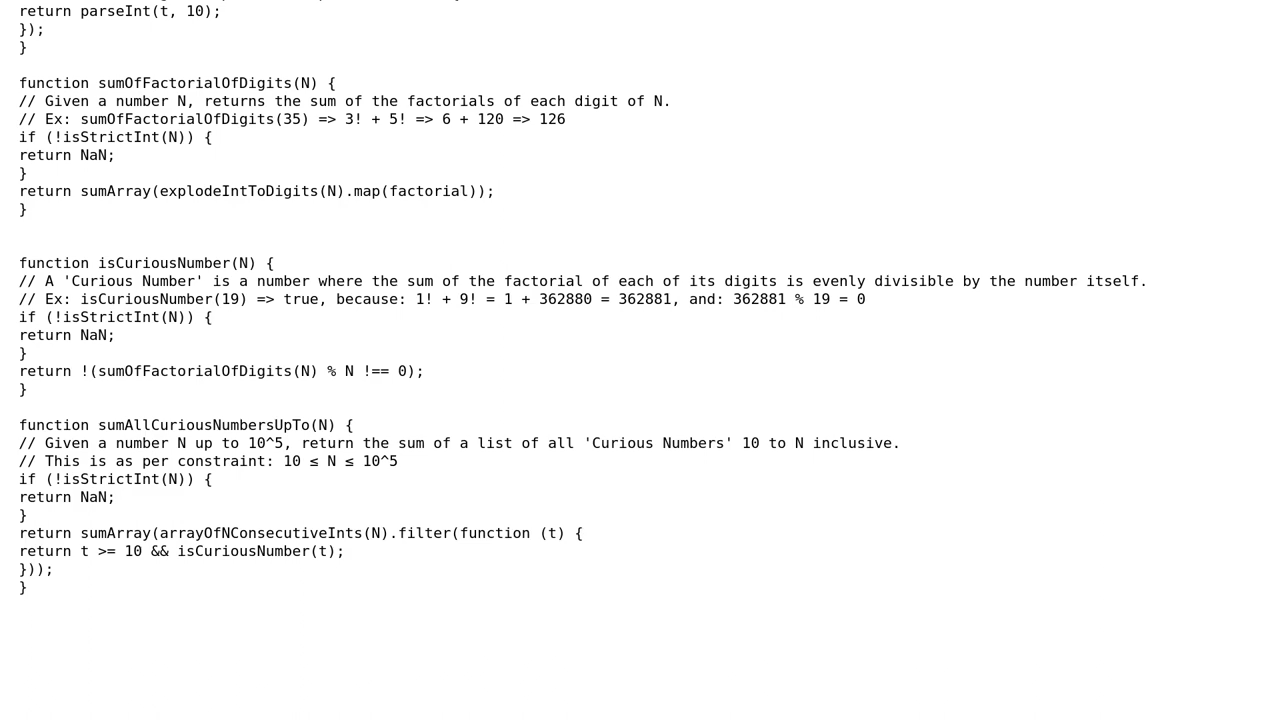 return parseInt(t, 10);
});
}
function sumOfFactorialOfDigits(N) {
// Given a number N, returns the sum of the factorials of each digit of N.
// Ex: sumOfFactorialOfDigits(35) => 3! + 5! => 6 + 120 => 126
if (!isStrictInt(N)) {
return NaN;
}
return sumArray(explodeIntToDigits(N).map(factorial));
}
function isCuriousNumber(N) {
// A 'Curious Number' is a number where the sum of the factorial of each of its digits is evenly divisible by the number itself.
// Ex: isCuriousNumber(19) => true, because: 1! + 9! = 1 + 362880 = 362881, and: 362881 % 19 = 0
if (!isStrictInt(N)) {
return NaN;
}
return !(sumOfFactorialOfDigits(N) % N !== 0);
}
function sumAllCuriousNumbersUpTo(N) {
// Given a number N up to 10^5, return the sum of a list of all 'Curious Numbers' 10 to N inclusive.
// This is as per constraint: 10 ≤ N ≤ 10^5
if (!isStrictInt(N)) {
return NaN;
}
return sumArray(arrayOfNConsecutiveInts(N).filter(function (t) {
return t >= 10 && isCuriousNumber(t);
}));
}